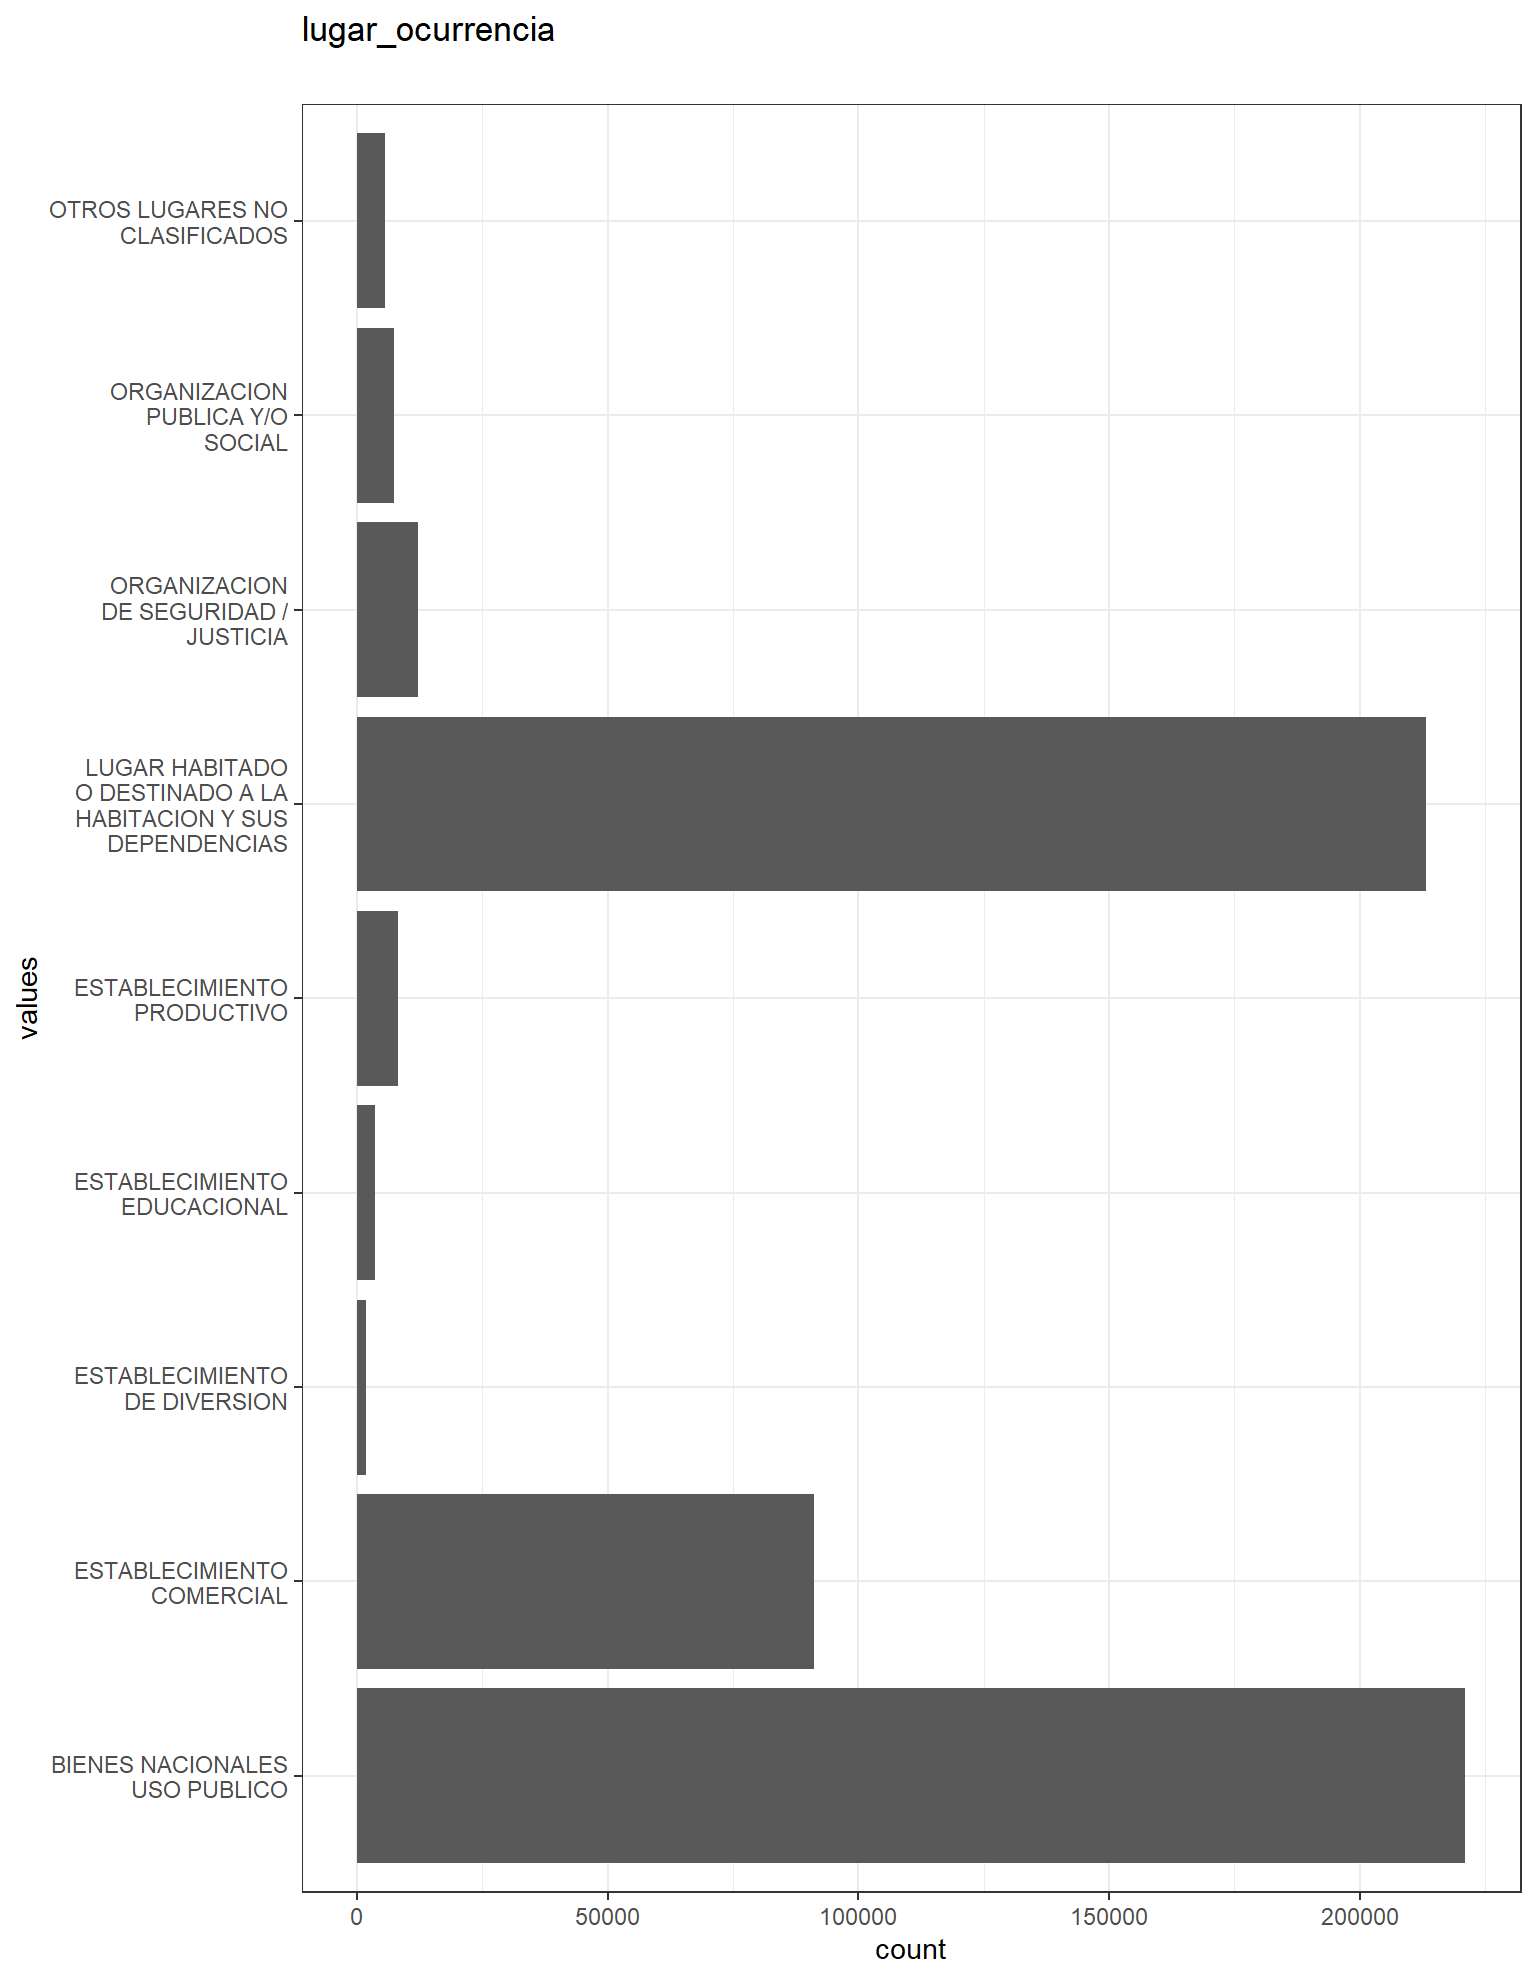 lugar_ocurrencia
OTROS LUGARES NO
CLASIFICADOS
ORGANIZACION
PUBLICA Y/O
SOCIAL
ORGANIZACION
DE SEGURIDAD /
JUSTICIA
LUGAR HABITADO
O DESTINADO A LA
HABITACION Y SUS
DEPENDENCIAS
values
ESTABLECIMIENTO
PRODUCTIVO
ESTABLECIMIENTO
EDUCACIONAL
ESTABLECIMIENTO
DE DIVERSION
ESTABLECIMIENTO
COMERCIAL
BIENES NACIONALES
USO PUBLICO
0 50000 100000 150000 200000
count